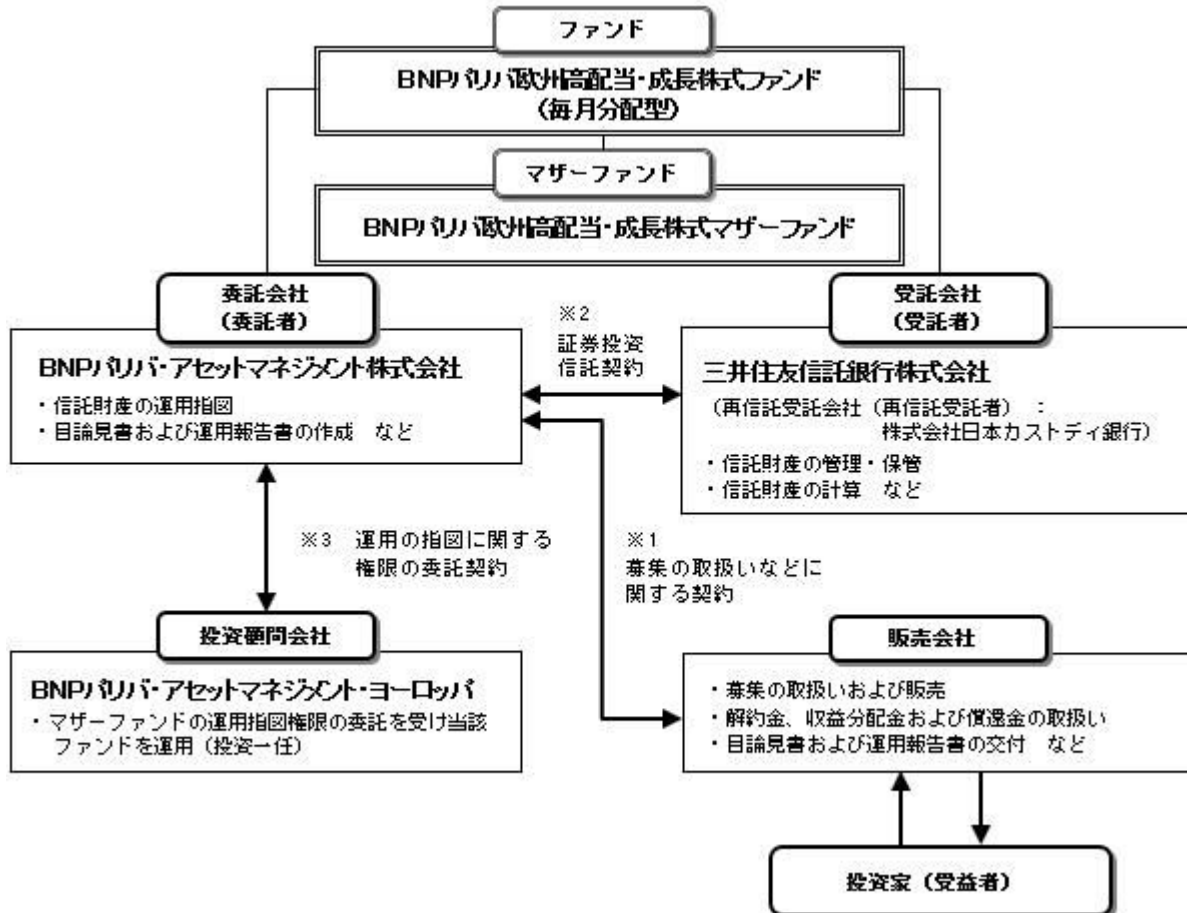 ファンド
BNPパリバ欧州高配当・成長株式ファンド
(毎月分配型)
マザーファンド
BNPパリバ欧州高配当・成長株式マザーファンド
委託会社
(委託者)
BNPパリバ・アセットマネジメント株式会社
・信託財産の運用指図
・目論見書および運用報告書の作成 など
※2
証券投資
信託契約
受託会社
(受託者)
三井住友信託銀行株式会社
(再信託受託会社(再信託受託者) :
株式会社日本カストディ銀行)
・信託財産の管理・保管
・信託財産の計算 など
※3 運用の指図に関する
権限の委託契約
※1
募集の取扱いなどに
関する契約
投資顧問会社
BNPパリバ・アセットマネジメント・ヨーロッパ
・マザーファンドの運用指図権限の委託を受け当該
ファンドを運用(投資一任)
販売会社
・募集の取扱いおよび販売
・解約金、収益分配金および償還金の取扱い
・目論見書および運用報告書の交付 など
投資家(受益者)